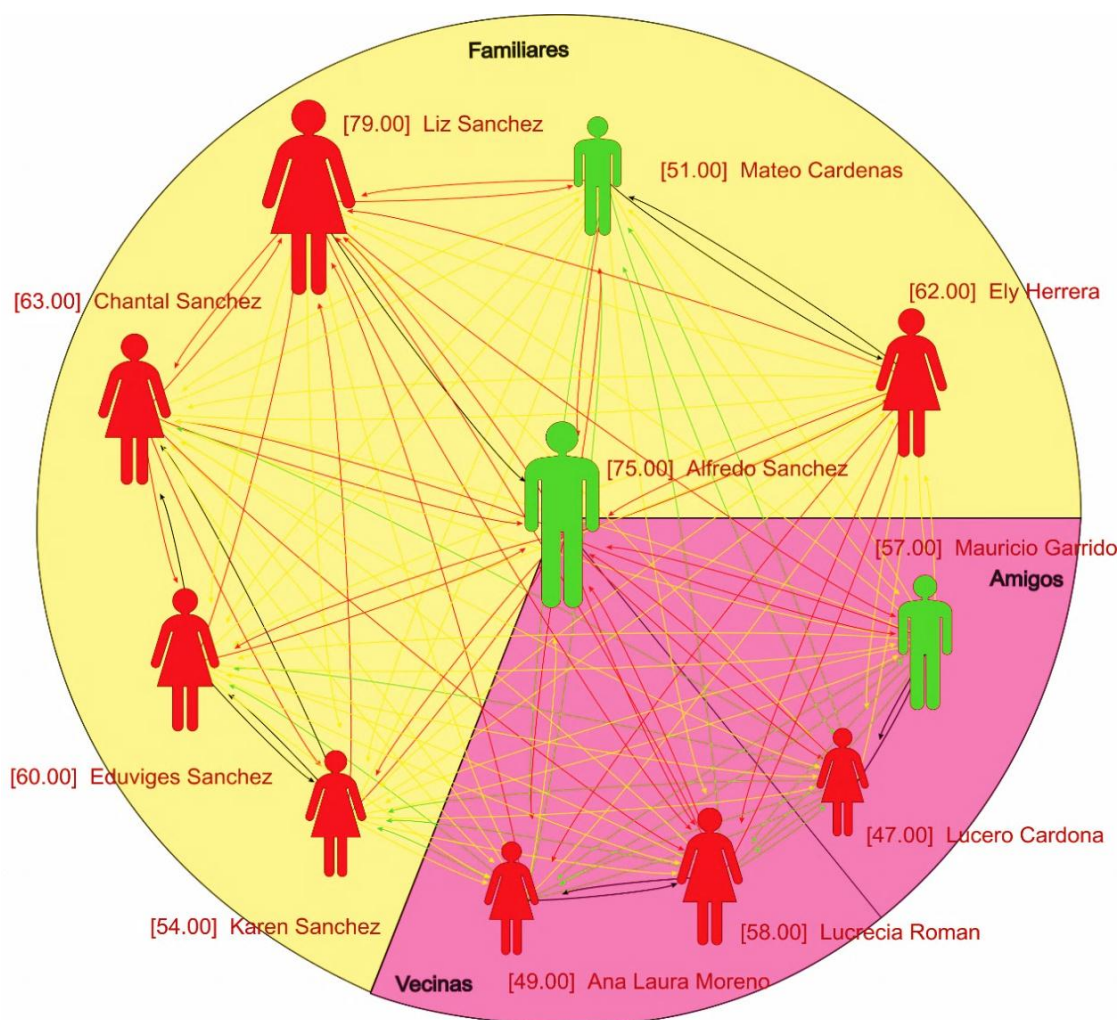 Familiares
[79.00] Liz Sanchez
[51.00] Mateo Cardenas
[63.00] Chantal Sanchez
[62.00] Ely Herrera
[75.00] Alfredo Sanchez
[57.00] Mauricio Garrido
Amigos
[60.00] Eduviges Sanchez
[47.00] Lucero Cardona
[54.00] Karen Sanchez
[58.00] Lucrecia Roman
Vecinas
[49.00] Ana Laura Moreno